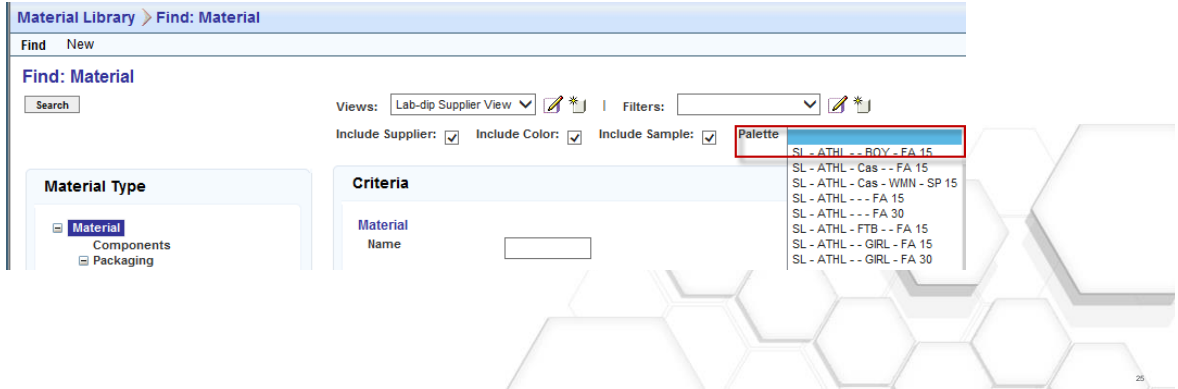 Material Library > Find: Material
Find New
Find: Material
Search
Views: Lab-dip Supplier View | Filters:
Include Supplier: Include Color: Include Sample: Palette
SL - ATHL - - BOY - FA 15
SL - ATHL - Cas - - FA 15
SL - ATHL - Cas - WMN - SP 15
SL - ATHL - - - FA 15
SL - ATHL - - - FA 30
SL - ATHL - FTB - - FA 15
SL - ATHL - - GIRL - FA 15
SL - ATHL - - GIRL - FA 30
Material Type
Material
Components
Packaging
Criteria
Material
Name
25